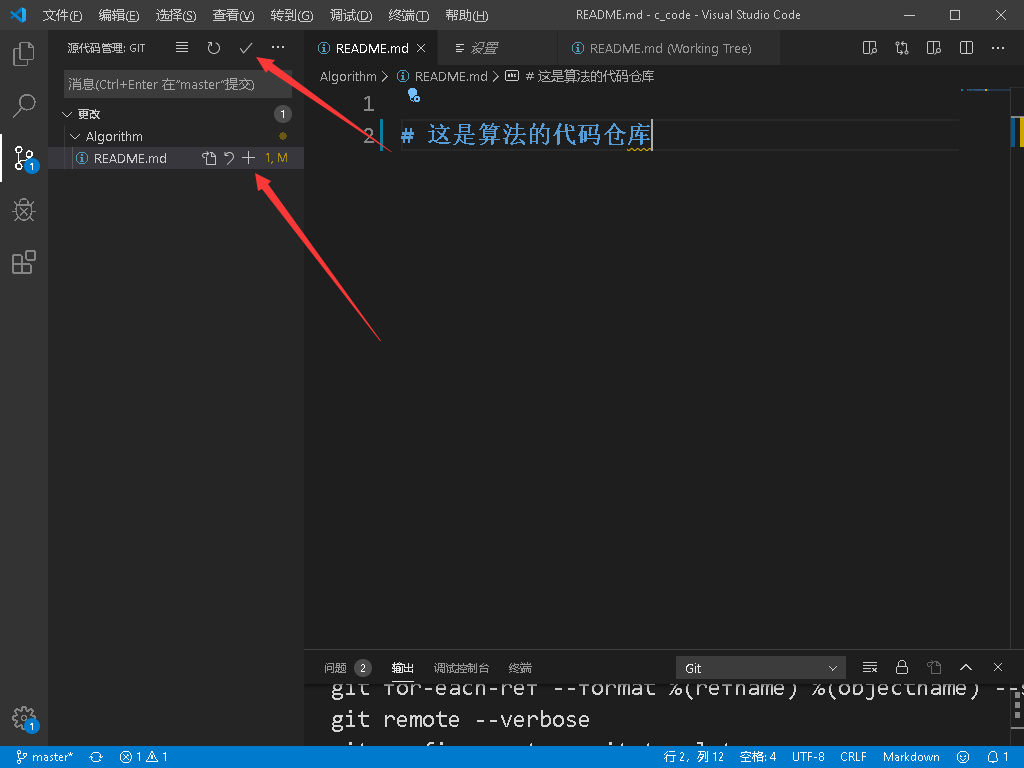 文件(F) 编辑(E) 选择(S) 查看(V) 转到(G) 调试(D) 终端(T) 帮助(H) README.md - c_code - Visual Studio Code
源代码管理: GIT
README.md 设置 README.md (Working Tree)
消息(Ctrl+Enter 在"master"提交)
Algorithm > README.md > # 这是算法的代码仓库
更改 1
Algorithm
README.md 1, M
1
2 # 这是算法的代码仓库
1
问题 2 输出 调试控制台 终端 Git
git for-each-ref --format %(refname) %(objectname) --s
git remote --verbose
1
master* 1 1 行 2，列 12 空格: 4 UTF-8 CRLF Markdown 1